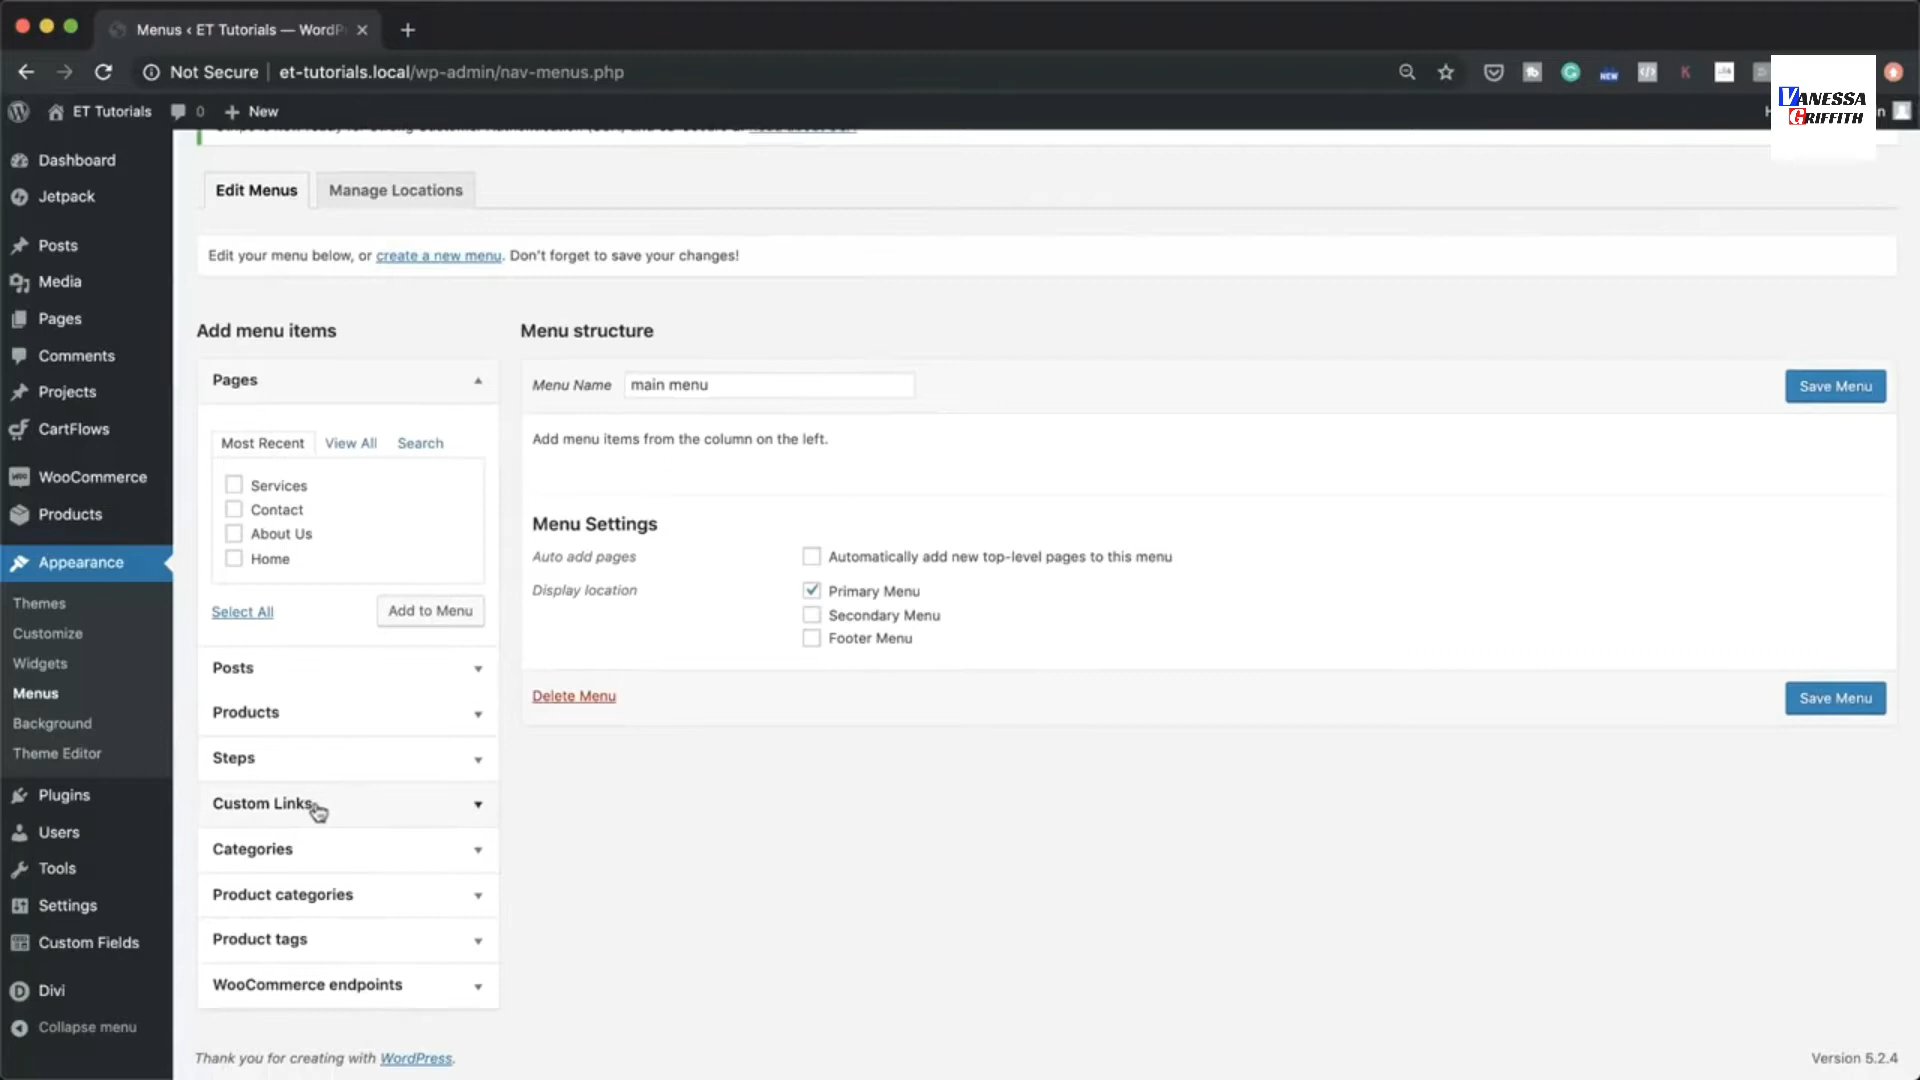 Menus ‹ ET Tutorials — WordP
Not Secure
et-tutorials.local/wp-admin/nav-menus.php
NEW
K
VANESSA
GRIFFITH
ET Tutorials
0
New
Dashboard
Jetpack
Posts
Media
Pages
Comments
Projects
CartFlows
WooCommerce
Products
Appearance
Themes
Customize
Widgets
Menus
Background
Theme Editor
Plugins
Users
Tools
Settings
Custom Fields
Divi
Collapse menu
Edit Menus
Manage Locations
Edit your menu below, or create a new menu. Don't forget to save your changes!
Add menu items
Pages
Most Recent
View All
Search
Services
Contact
About Us
Home
Select All
Add to Menu
Posts
Products
Steps
Custom Links
Categories
Product categories
Product tags
WooCommerce endpoints
Menu structure
Menu Name
main menu
Save Menu
Add menu items from the column on the left.
Menu Settings
Auto add pages
Automatically add new top-level pages to this menu
Display location
Primary Menu
Secondary Menu
Footer Menu
Delete Menu
Save Menu
Thank you for creating with WordPress.
Version 5.2.4